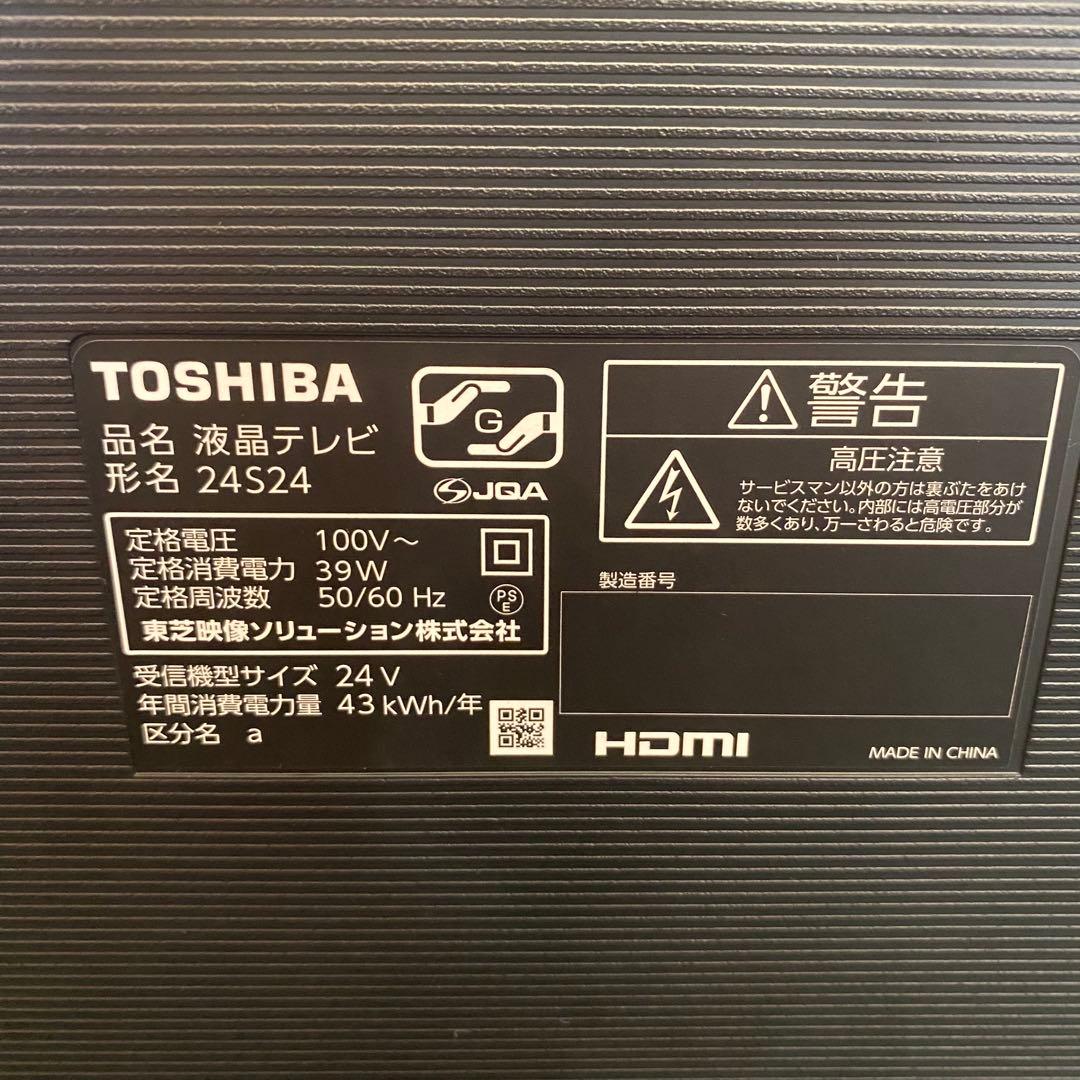 TOSHIBA
品名 液晶テレビ
形名 24S24
G
JQA
警告
高圧注意
サービスマン以外の方は裏ぶたをあけ
ないでください。内部には高電圧部分が
数多くあり、万一さわると危険です。
定格電圧 100V～
定格消費電力 39W
定格周波数 50/60 Hz
PS
E
東芝映像ソリューション株式会社
製造番号
受信機型サイズ 24V
年間消費電力量 43kWh/年
区分名 a
HDMI
MADE IN CHINA